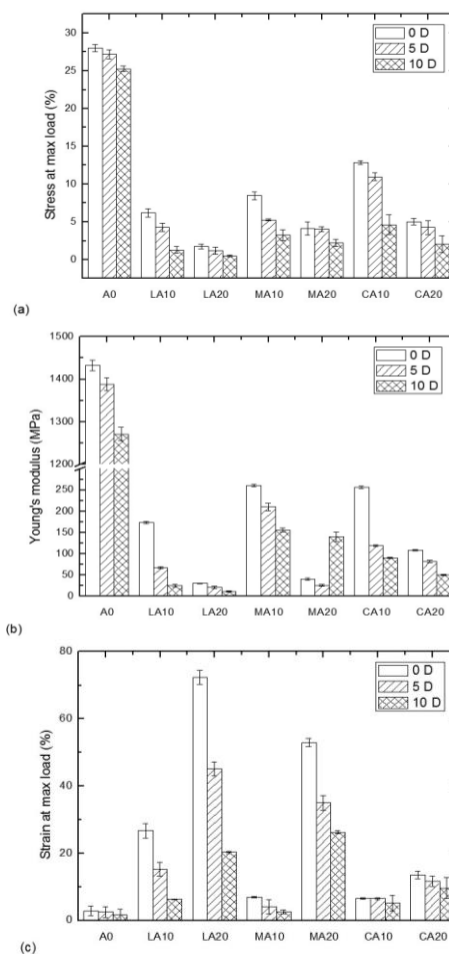 0 D
5 D
10 D
30
25
20
15
10
5
0
Stress at max load (%)
A0 LA10 LA20 MA10 MA20 CA10 CA20
(a)
0 D
5 D
10 D
1500
1400
1300
1200
250
200
150
100
50
0
Young's modulus (MPa)
A0 LA10 LA20 MA10 MA20 CA10 CA20
(b)
0 D
5 D
10 D
80
60
40
20
0
Strain at max load (%)
A0 LA10 LA20 MA10 MA20 CA10 CA20
(c)